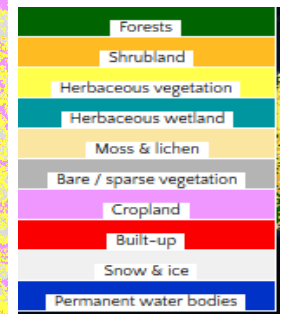 Forests
Shrubland
Herbaceous vegetation
Herbaceous wetland
Moss & lichen
Bare / sparse vegetation
Cropland
Built-up
Snow & ice
Permanent water bodies